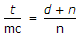 t/mc = (d + n)/n